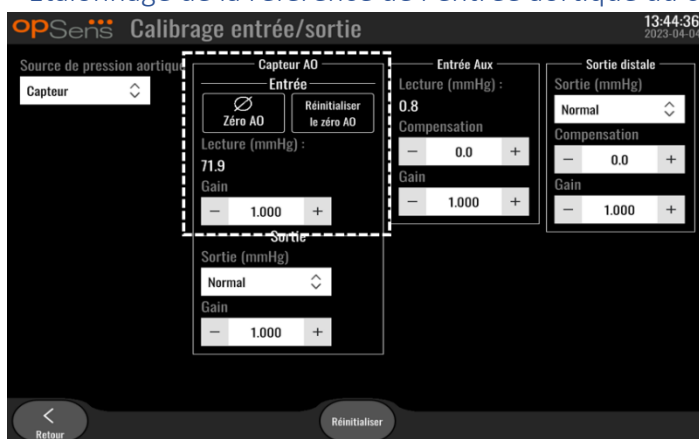 Étalonnage de la référence de l'entrée aortique du c
opSens Calibrage entrée/sortie
13:44:36
2023-04-04
Source de pression aortique
Capteur
Capteur AO
Entrée
Zéro AO
Réinitialiser
le zéro AO
Lecture (mmHg) :
71.9
Gain
− 1.000 +
Sortie
Sortie (mmHg)
Normal
Gain
− 1.000 +
Entrée Aux
Lecture (mmHg) :
0.8
Compensation
− 0.0 +
Gain
− 1.000 +
Sortie distale
Sortie (mmHg)
Normal
Compensation
− 0.0 +
Gain
− 1.000 +
Retour
Réinitialiser